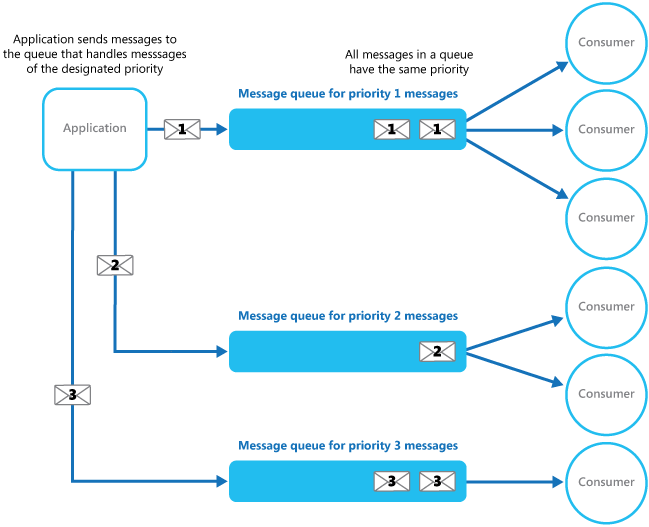 Application sends messages to
the queue that handles messsages
of the designated priority
All messages in a queue
have the same priority
Consumer
Message queue for priority 1 messages
Application
1
1
1
Consumer
Consumer
2
Message queue for priority 2 messages
Consumer
2
3
Consumer
Message queue for priority 3 messages
3
3
Consumer